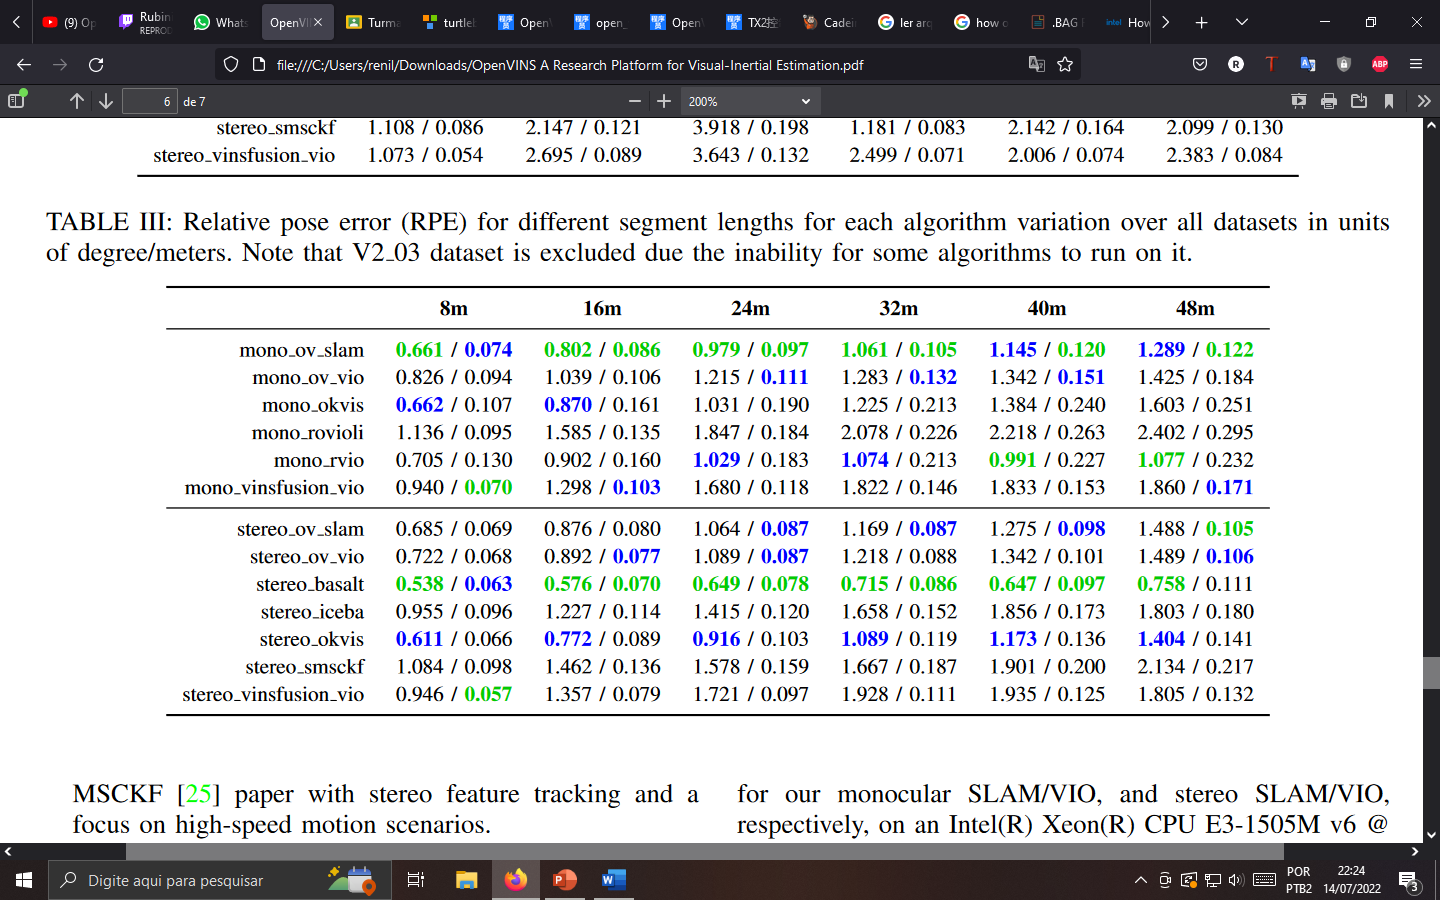 (9) Op
Rubin
REPROD
Whats
OpenVI
Turma
turtleb
OpenV
open_
OpenV
TX2
Cadei
ler arq
how o
.BAG F
intel How
file:///C:/Users/renil/Downloads/OpenVINS A Research Platform for Visual-Inertial Estimation.pdf
R
T
ABP
6 de 7
200%
stereo_smsckf 1.108 / 0.086 2.147 / 0.121 3.918 / 0.198 1.181 / 0.083 2.142 / 0.164 2.099 / 0.130
stereo_vinsfusion_vio 1.073 / 0.054 2.695 / 0.089 3.643 / 0.132 2.499 / 0.071 2.006 / 0.074 2.383 / 0.084
TABLE III: Relative pose error (RPE) for different segment lengths for each algorithm variation over all datasets in units
of degree/meters. Note that V2_03 dataset is excluded due the inability for some algorithms to run on it.
8m 16m 24m 32m 40m 48m
mono_ov_slam 0.661 / 0.074 0.802 / 0.086 0.979 / 0.097 1.061 / 0.105 1.145 / 0.120 1.289 / 0.122
mono_ov_vio 0.826 / 0.094 1.039 / 0.106 1.215 / 0.111 1.283 / 0.132 1.342 / 0.151 1.425 / 0.184
mono_okvis 0.662 / 0.107 0.870 / 0.161 1.031 / 0.190 1.225 / 0.213 1.384 / 0.240 1.603 / 0.251
mono_rovioli 1.136 / 0.095 1.585 / 0.135 1.847 / 0.184 2.078 / 0.226 2.218 / 0.263 2.402 / 0.295
mono_rvio 0.705 / 0.130 0.902 / 0.160 1.029 / 0.183 1.074 / 0.213 0.991 / 0.227 1.077 / 0.232
mono_vinsfusion_vio 0.940 / 0.070 1.298 / 0.103 1.680 / 0.118 1.822 / 0.146 1.833 / 0.153 1.860 / 0.171
stereo_ov_slam 0.685 / 0.069 0.876 / 0.080 1.064 / 0.087 1.169 / 0.087 1.275 / 0.098 1.488 / 0.105
stereo_ov_vio 0.722 / 0.068 0.892 / 0.077 1.089 / 0.087 1.218 / 0.088 1.342 / 0.101 1.489 / 0.106
stereo_basalt 0.538 / 0.063 0.576 / 0.070 0.649 / 0.078 0.715 / 0.086 0.647 / 0.097 0.758 / 0.111
stereo_iceba 0.955 / 0.096 1.227 / 0.114 1.415 / 0.120 1.658 / 0.152 1.856 / 0.173 1.803 / 0.180
stereo_okvis 0.611 / 0.066 0.772 / 0.089 0.916 / 0.103 1.089 / 0.119 1.173 / 0.136 1.404 / 0.141
stereo_smsckf 1.084 / 0.098 1.462 / 0.136 1.578 / 0.159 1.667 / 0.187 1.901 / 0.200 2.134 / 0.217
stereo_vinsfusion_vio 0.946 / 0.057 1.357 / 0.079 1.721 / 0.097 1.928 / 0.111 1.935 / 0.125 1.805 / 0.132
MSCKF [25] paper with stereo feature tracking and a
focus on high-speed motion scenarios.
for our monocular SLAM/VIO, and stereo SLAM/VIO,
respectively, on an Intel(R) Xeon(R) CPU E3-1505M v6 @
Digite aqui para pesquisar
POR
PTB2
22:24
14/07/2022
3